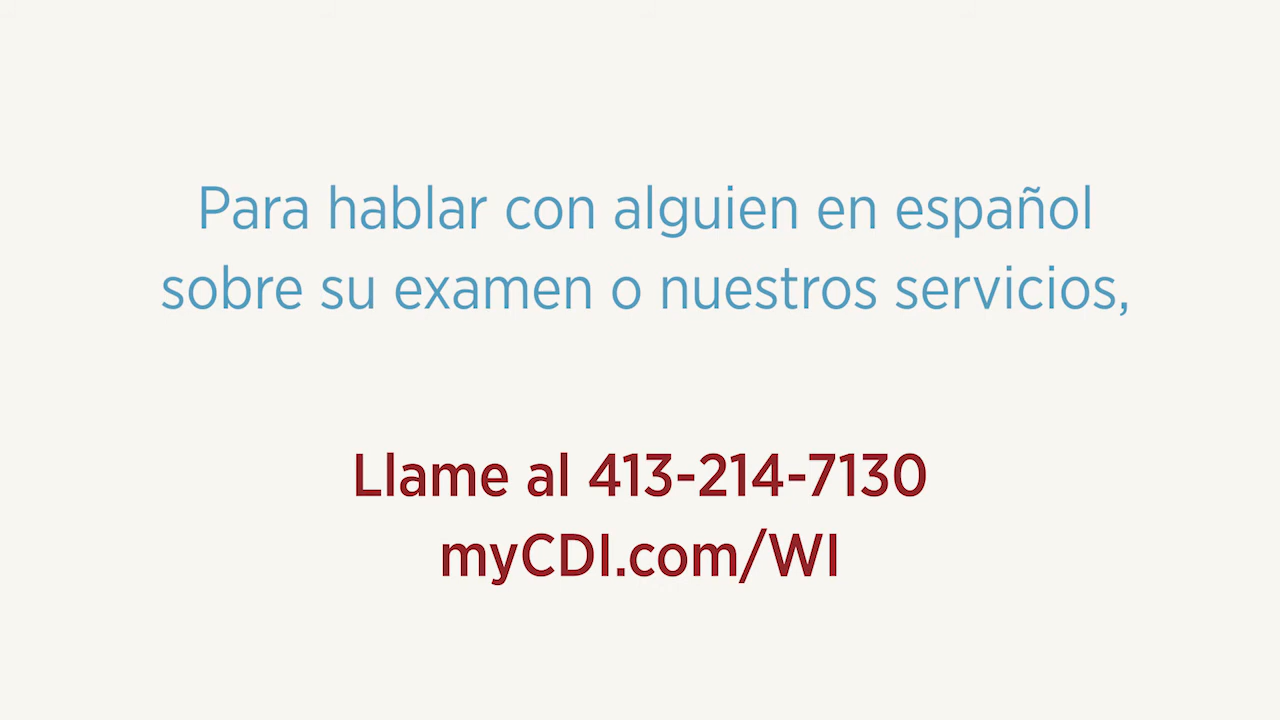 Para hablar con alguien en español
sobre su examen o nuestros servicios,
Llame al 413-214-7130
myCDI.com/WI